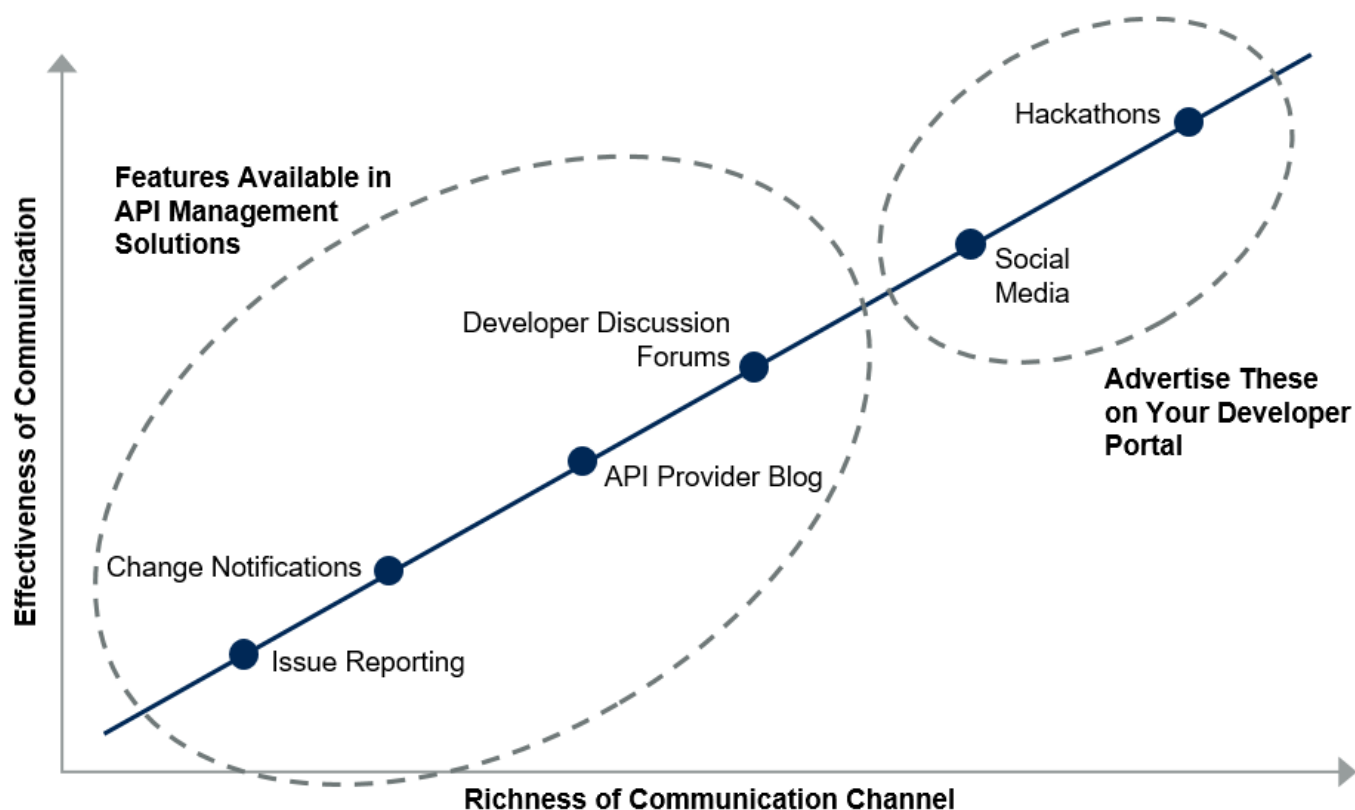 Hackathons
Features Available in
API Management
Solutions
Social
Media
Developer Discussion
Forums
Advertise These
on Your Developer
Portal
API Provider Blog
Change Notifications
Issue Reporting
Effectiveness of Communication
Richness of Communication Channel